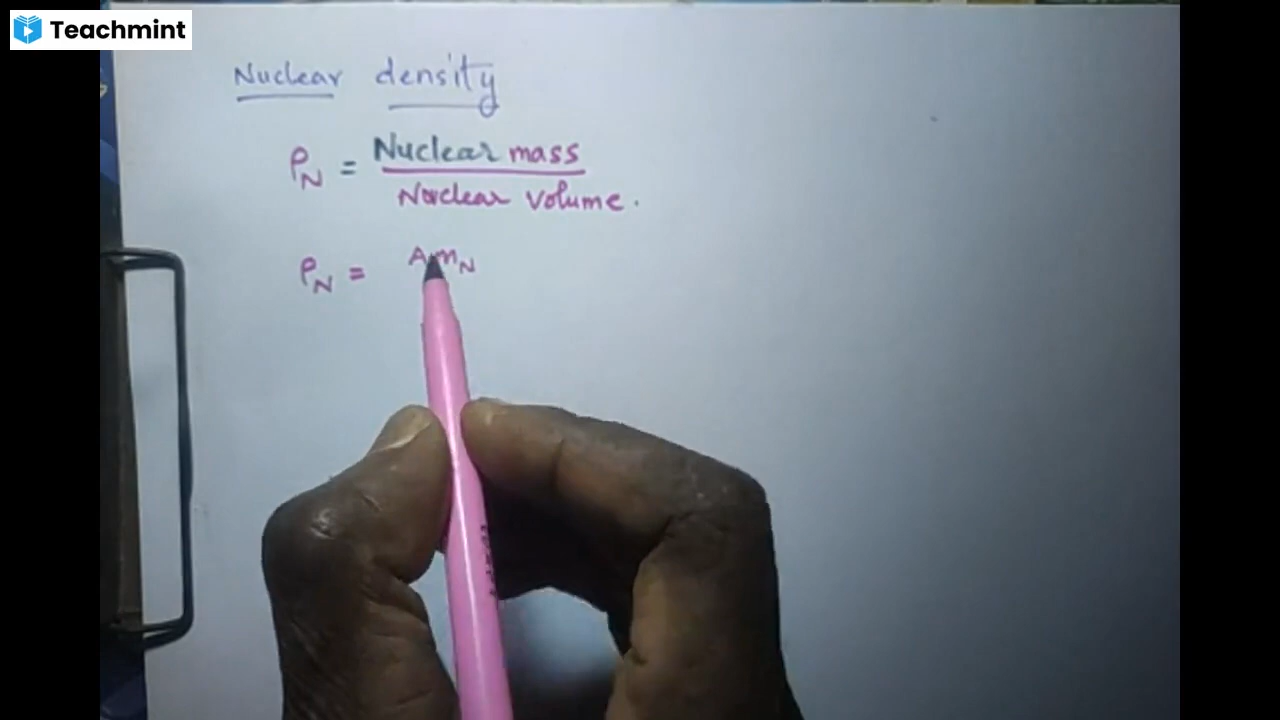 Teachmint
Nuclear density
ρN = Nuclear mass
Nuclear volume.
ρN = AmN